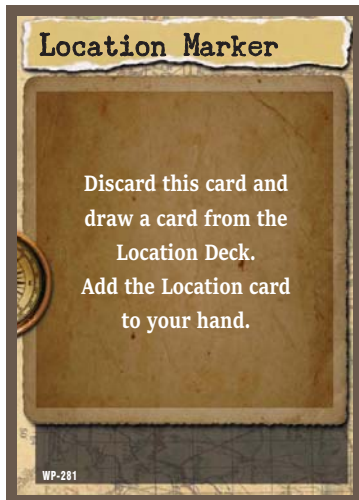 Location Marker
Discard this card and
draw a card from the
Location Deck.
Add the Location card
to your hand.
WP-281